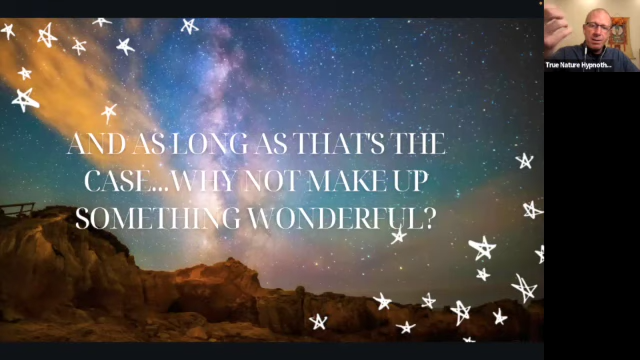 AND AS LONG AS THAT'S THE
CASE...WHY NOT MAKE UP
SOMETHING WONDERFUL?
True Nature Hypnoth...